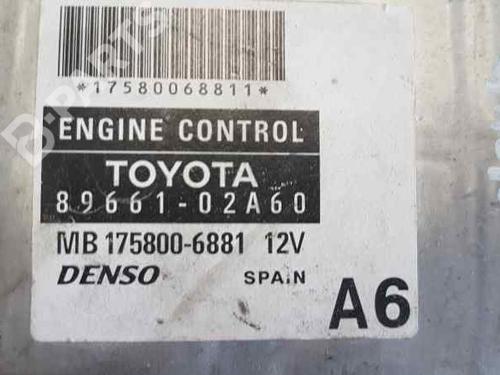 *17580068811*
ENGINE CONTROL
TOYOTA
89661-02A60
MB 175800-6881 12V
DENSO SPAIN
A6